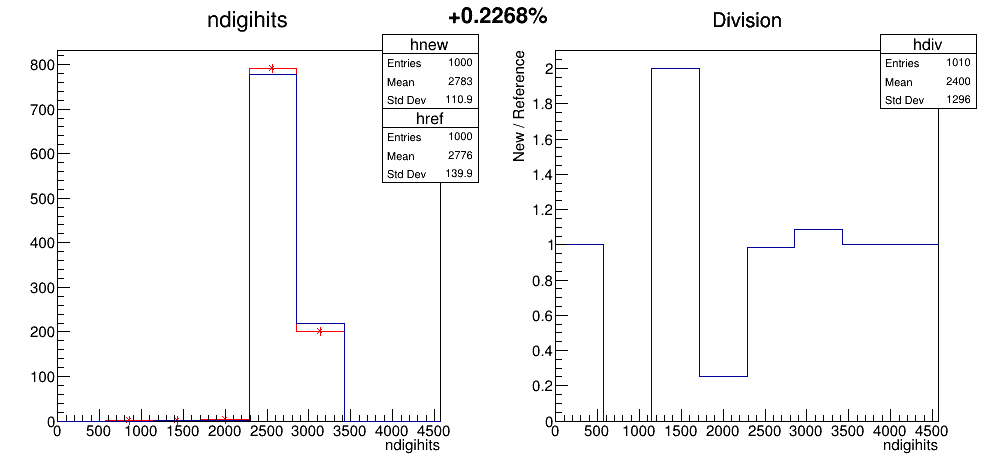 +0.2268%
ndigihits
hnew
Entries 1000
Mean 2783
Std Dev 110.9
href
Entries 1000
Mean 2776
Std Dev 139.9
800
700
600
500
400
300
200
100
0
0 500 1000 1500 2000 2500 3000 3500 4000 4500
ndigihits
Division
hdiv
Entries 1010
Mean 2400
Std Dev 1296
New / Reference
2
1.8
1.6
1.4
1.2
1
0.8
0.6
0.4
0.2
0
0 500 1000 1500 2000 2500 3000 3500 4000 4500
ndigihits